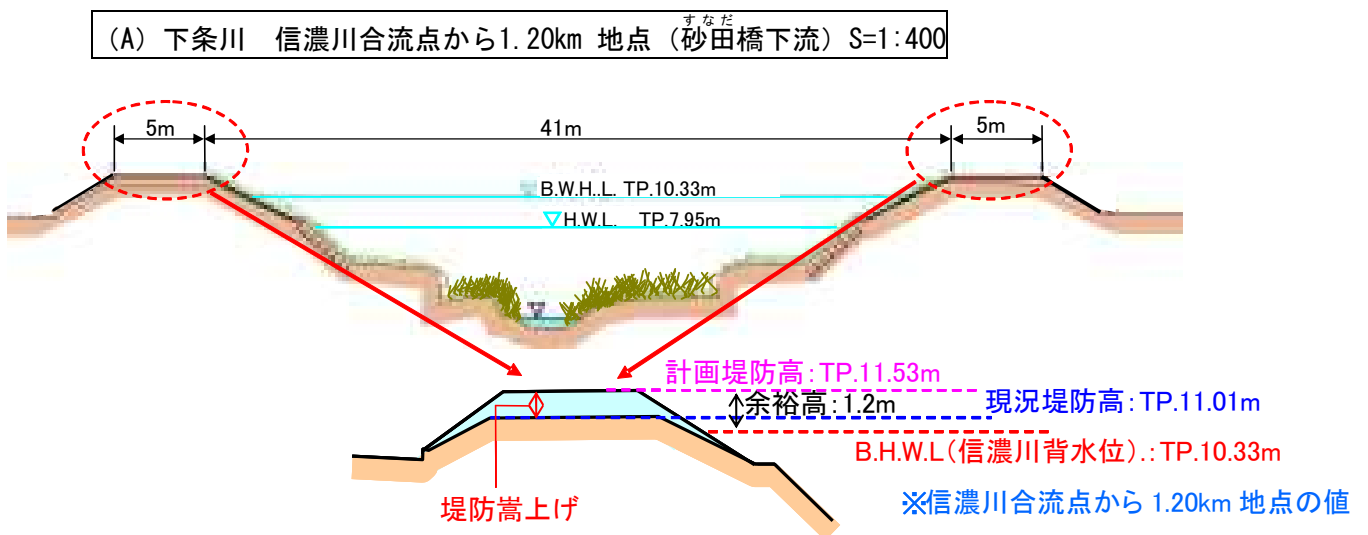 (A) 下条川 信濃川合流点から1.20km 地点 (砂田橋下流) S=1:400
すなだ
5m
41m
5m
B.W.H..L. TP.10.33m
H.W.L. TP.7.95m
計画堤防高:TP.11.53m
余裕高:1.2m
現況堤防高:TP.11.01m
B.H.W.L(信濃川背水位).:TP.10.33m
堤防嵩上げ
※信濃川合流点から 1.20km 地点の値